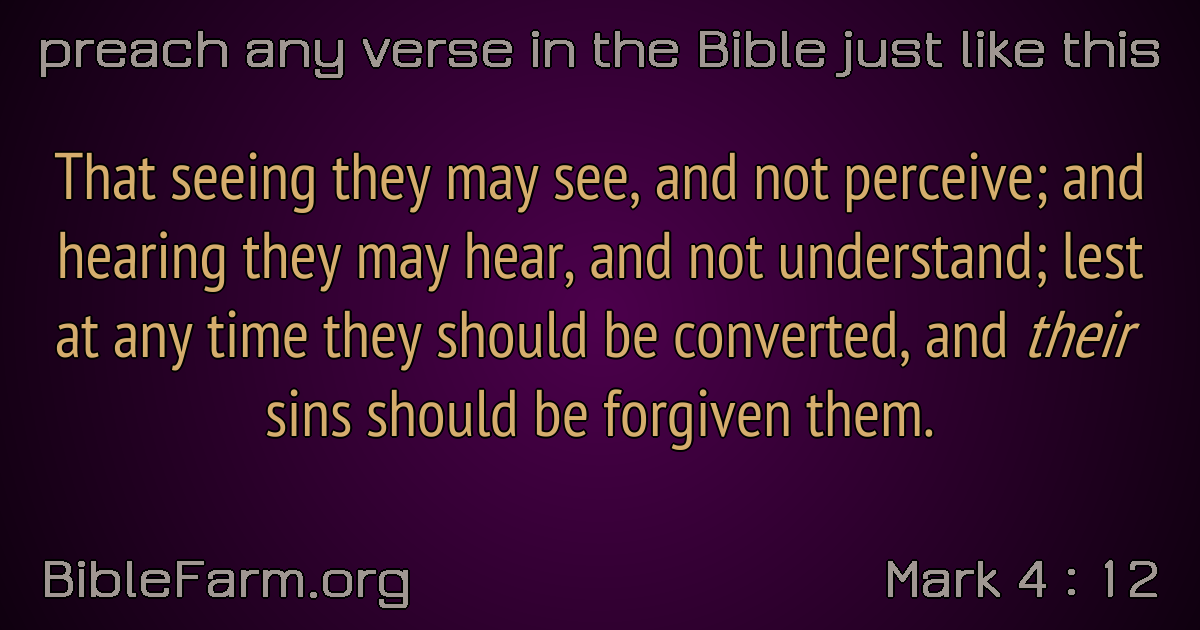 preach any verse in the Bible just like this
That seeing they may see, and not perceive; and
hearing they may hear, and not understand; lest
at any time they should be converted, and their
sins should be forgiven them.
BibleFarm.org
Mark 4 : 12